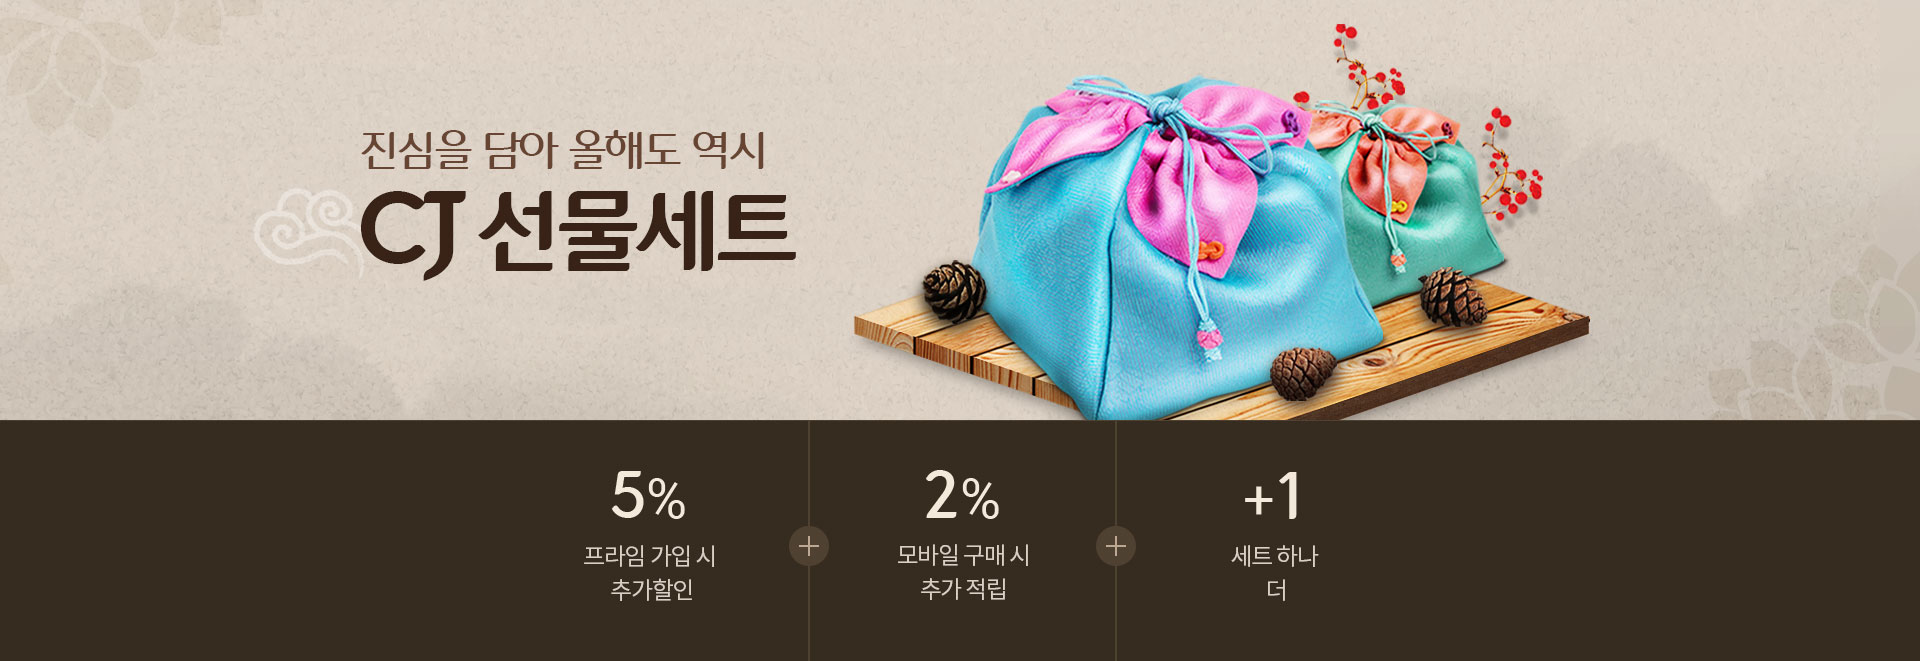 진심을 담아 올해도 역시
CJ 선물세트
5%
프라임 가입 시
추가할인
+
2%
모바일 구매 시
추가 적립
+
+1
세트 하나
더